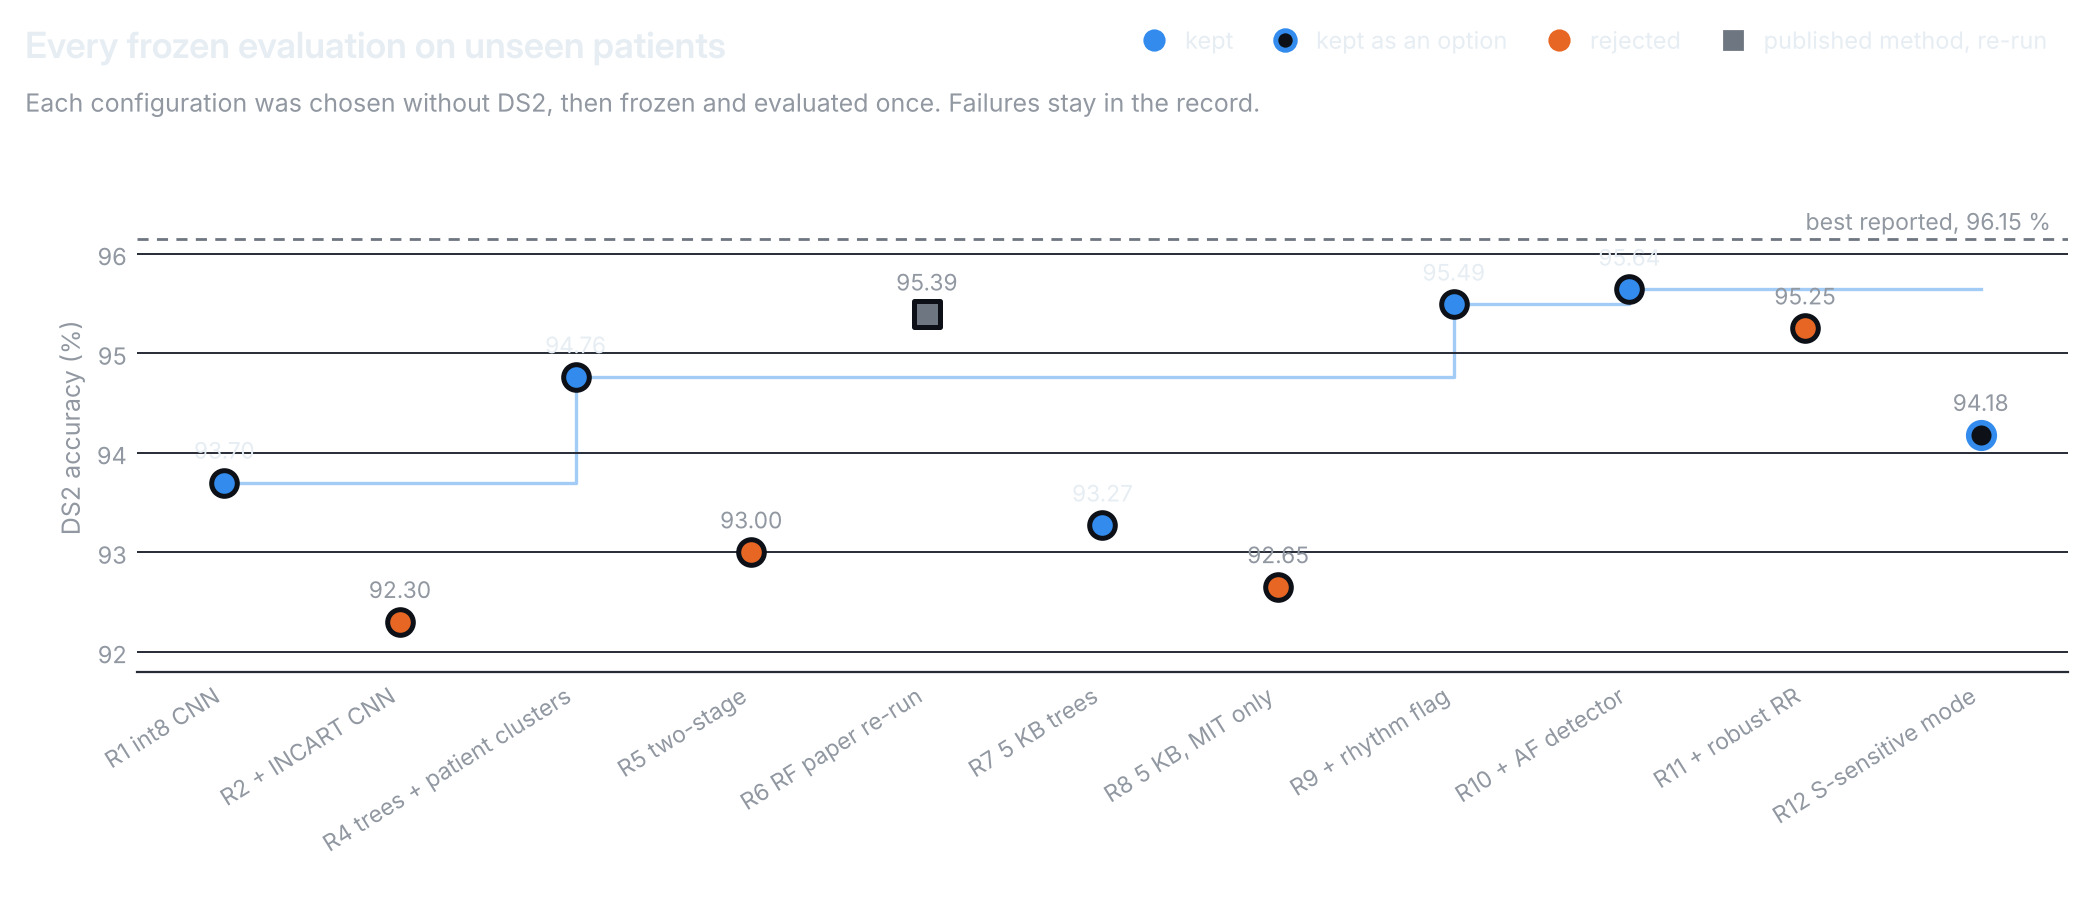 Every frozen evaluation on unseen patients
kept
kept as an option
rejected
published method, re-run
Each configuration was chosen without DS2, then frozen and evaluated once. Failures stay in the record.
best reported, 96.15 %
96
95
94
93
92
DS2 accuracy (%)
93.70
92.30
94.76
93.00
95.39
93.27
92.65
95.49
95.64
95.25
94.18
R1 int8 CNN
R2 + INCART CNN
R4 trees + patient clusters
R5 two-stage
R6 RF paper re-run
R7 5 KB trees
R8 5 KB, MIT only
R9 + rhythm flag
R10 + AF detector
R11 + robust RR
R12 S-sensitive mode